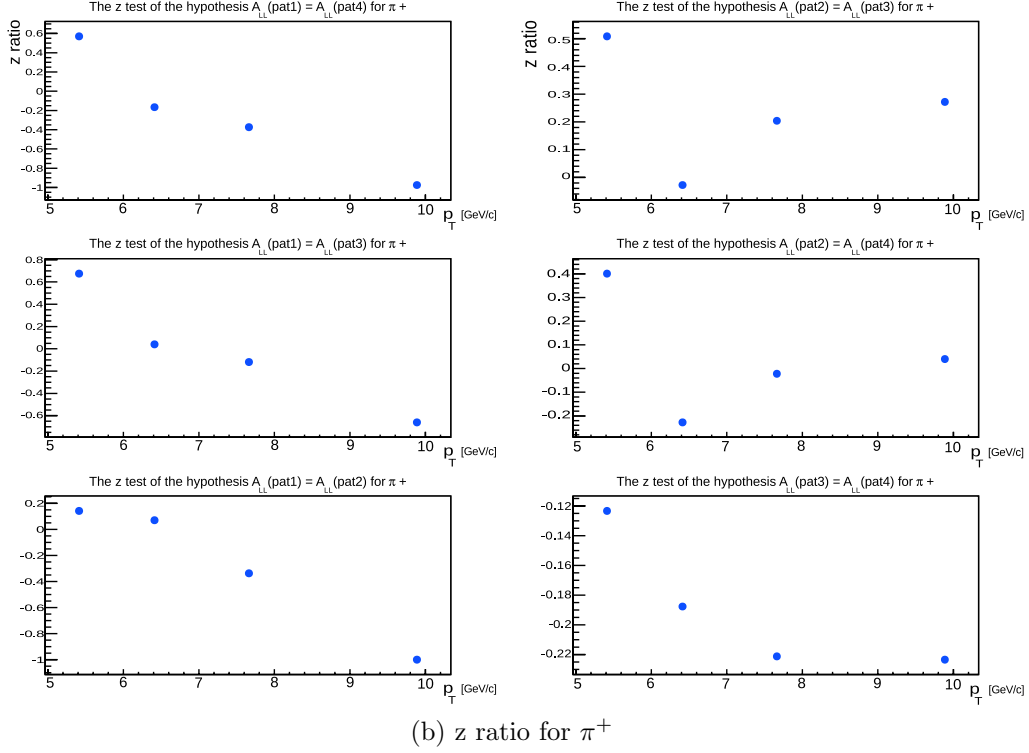 The z test of the hypothesis A_LL(pat1) = A_LL(pat4) for π +
z ratio
0.6
0.4
0.2
0
-0.2
-0.4
-0.6
-0.8
-1
5 6 7 8 9 10
p_T [GeV/c]
The z test of the hypothesis A_LL(pat2) = A_LL(pat3) for π +
z ratio
0.5
0.4
0.3
0.2
0.1
0
5 6 7 8 9 10
p_T [GeV/c]
The z test of the hypothesis A_LL(pat1) = A_LL(pat3) for π +
0.8
0.6
0.4
0.2
0
-0.2
-0.4
-0.6
5 6 7 8 9 10
p_T [GeV/c]
The z test of the hypothesis A_LL(pat2) = A_LL(pat4) for π +
0.4
0.3
0.2
0.1
0
-0.1
-0.2
5 6 7 8 9 10
p_T [GeV/c]
The z test of the hypothesis A_LL(pat1) = A_LL(pat2) for π +
0.2
0
-0.2
-0.4
-0.6
-0.8
-1
5 6 7 8 9 10
p_T [GeV/c]
The z test of the hypothesis A_LL(pat3) = A_LL(pat4) for π +
-0.12
-0.14
-0.16
-0.18
-0.2
-0.22
5 6 7 8 9 10
p_T [GeV/c]
(b) z ratio for π⁺